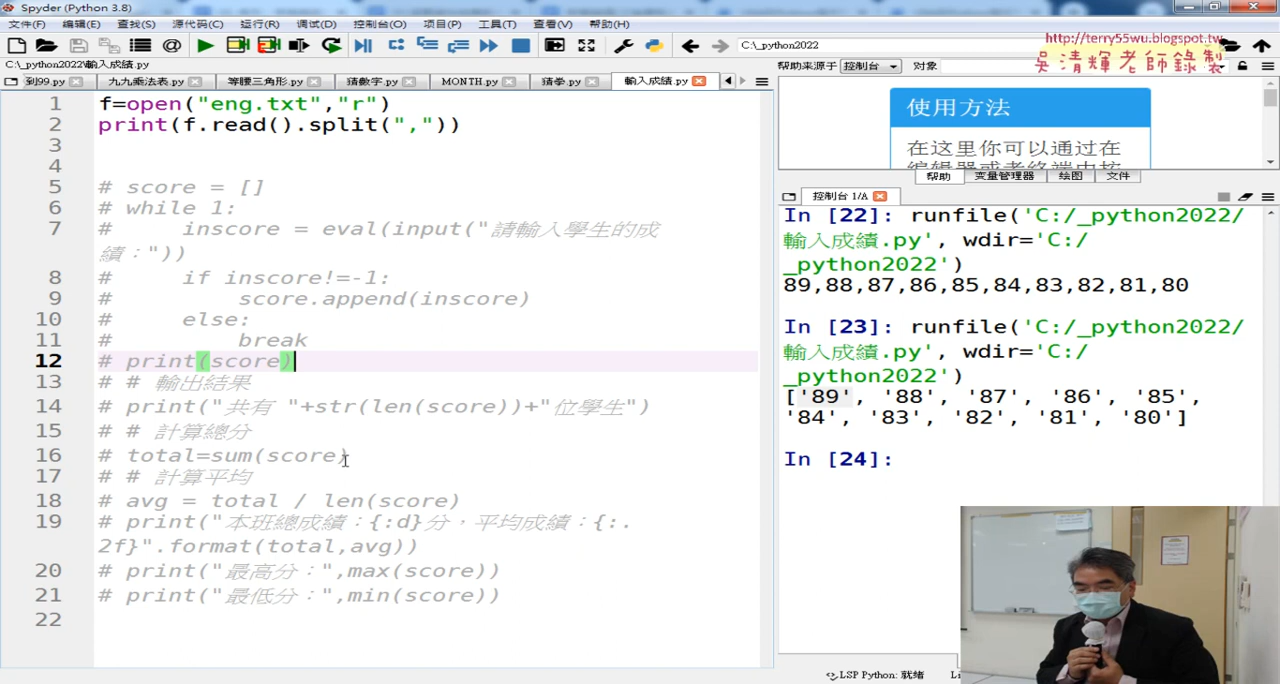 Spyder (Python 3.8)
文件(F) 编辑(E) 查找(S) 源代码(C) 运行(R) 调试(D) 控制台(O) 项目(P) 工具(T) 查看(V) 帮助(H)
C:\_python2022
http://terry55wu.blogspot.tw
吳清輝老師錄製
C:\_python2022\輸入成績.py
帮助来源于 控制台 对象
到99.py 九九乘法表.py 等腰三角形.py 猜數字.py MONTH.py 猜拳.py 輸入成績.py
1 f=open("eng.txt","r")
2 print(f.read().split(","))
3
4
5 # score = []
6 # while 1:
7 #     inscore = eval(input("請輸入學生的成
績："))
8 #     if inscore!=-1:
9 #         score.append(inscore)
10 #     else:
11 #         break
12 # print(score)
13 # # 輸出結果
14 # print("共有 "+str(len(score))+"位學生")
15 # # 計算總分
16 # total=sum(score)
17 # # 計算平均
18 # avg = total / len(score)
19 # print("本班總成績：{:d}分，平均成績：{:.
2f}".format(total,avg))
20 # print("最高分：",max(score))
21 # print("最低分：",min(score))
22
使用方法
在这里你可以通过在
帮助 变量管理器 绘图 文件
控制台 1/A
In [22]: runfile('C:/_python2022/
輸入成績.py', wdir='C:/
_python2022')
89,88,87,86,85,84,83,82,81,80
In [23]: runfile('C:/_python2022/
輸入成績.py', wdir='C:/
_python2022')
['89', '88', '87', '86', '85',
'84', '83', '82', '81', '80']
In [24]:
LSP Python: 就绪